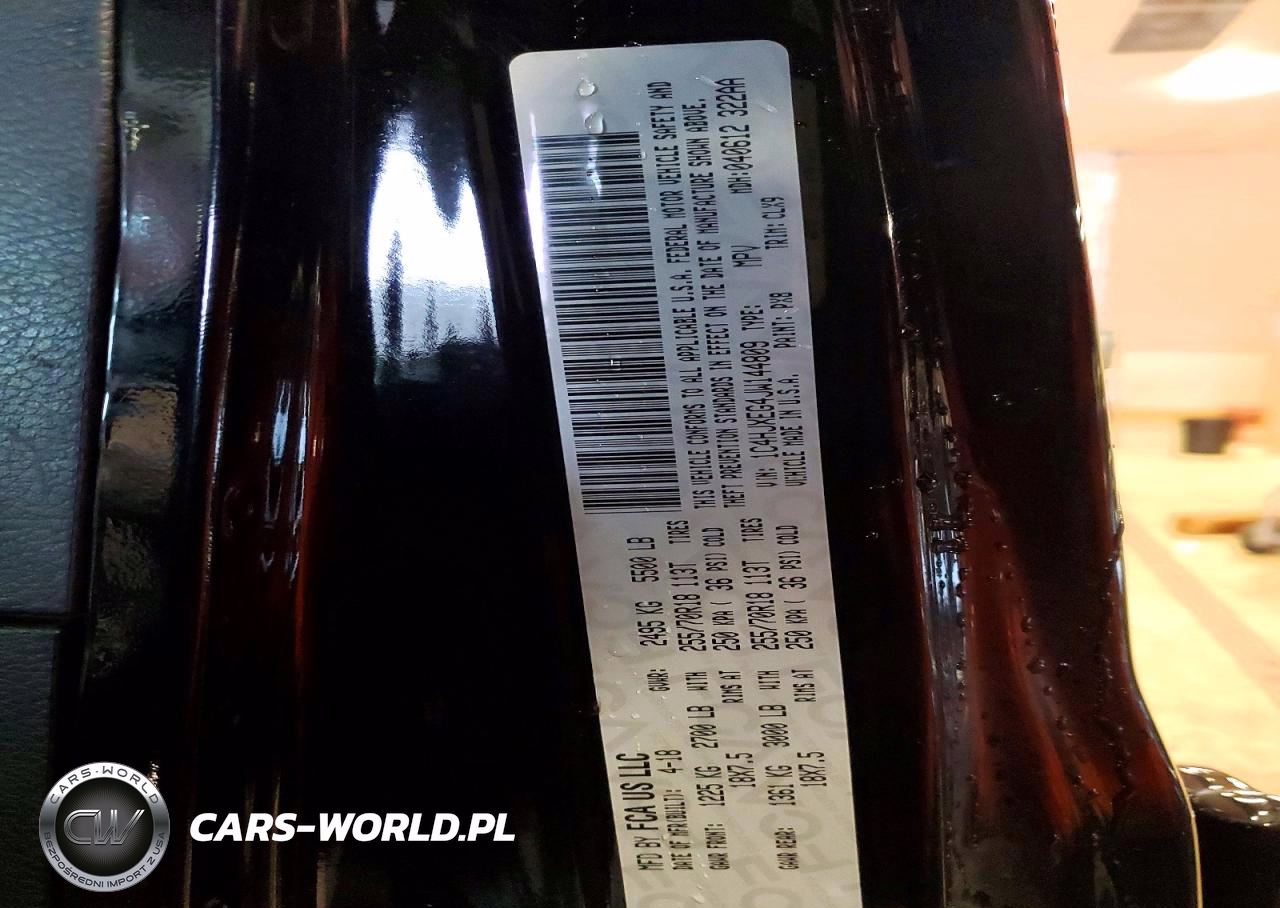 MFD BY FCA US LLC
DATE OF MFR(BUILT): 4-18 GVWR: 2495 KG 5500 LB
GAWR FRONT: 1225 KG 2700 LB WITH 255/70R18 113T TIRES
18X7.5 RIMS AT 250 KPA ( 36 PSI) COLD
GAWR REAR: 1361 KG 3000 LB WITH 255/70R18 113T TIRES
18X7.5 RIMS AT 250 KPA ( 36 PSI) COLD
THIS VEHICLE CONFORMS TO ALL APPLICABLE U.S.A. FEDERAL MOTOR VEHICLE SAFETY AND
THEFT PREVENTION STANDARDS IN EFFECT ON THE DATE OF MANUFACTURE SHOWN ABOVE.
VIN: 1C4HJXEG4JW144809 TYPE: MPV MDH:040612 322AA
VEHICLE MADE IN U.S.A. PAINT: PX8 TRIM: CLX9
CARS-WORLD
CW
BEZPOŚREDNI IMPORT Z USA
CARS-WORLD.PL